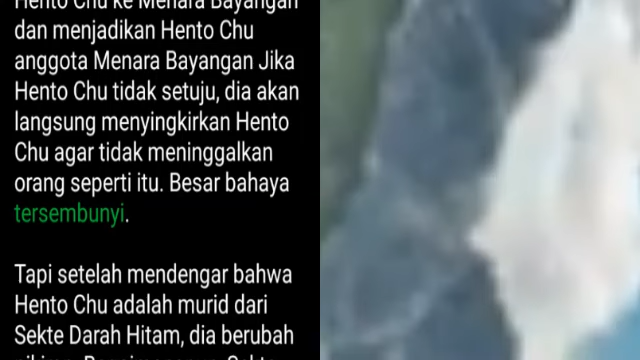 Hento Chu ke Menara Bayangan
dan menjadikan Hento Chu
anggota Menara Bayangan Jika
Hento Chu tidak setuju, dia akan
langsung menyingkirkan Hento
Chu agar tidak meninggalkan
orang seperti itu. Besar bahaya
tersembunyi.
Tapi setelah mendengar bahwa
Hento Chu adalah murid dari
Sekte Darah Hitam, dia berubah